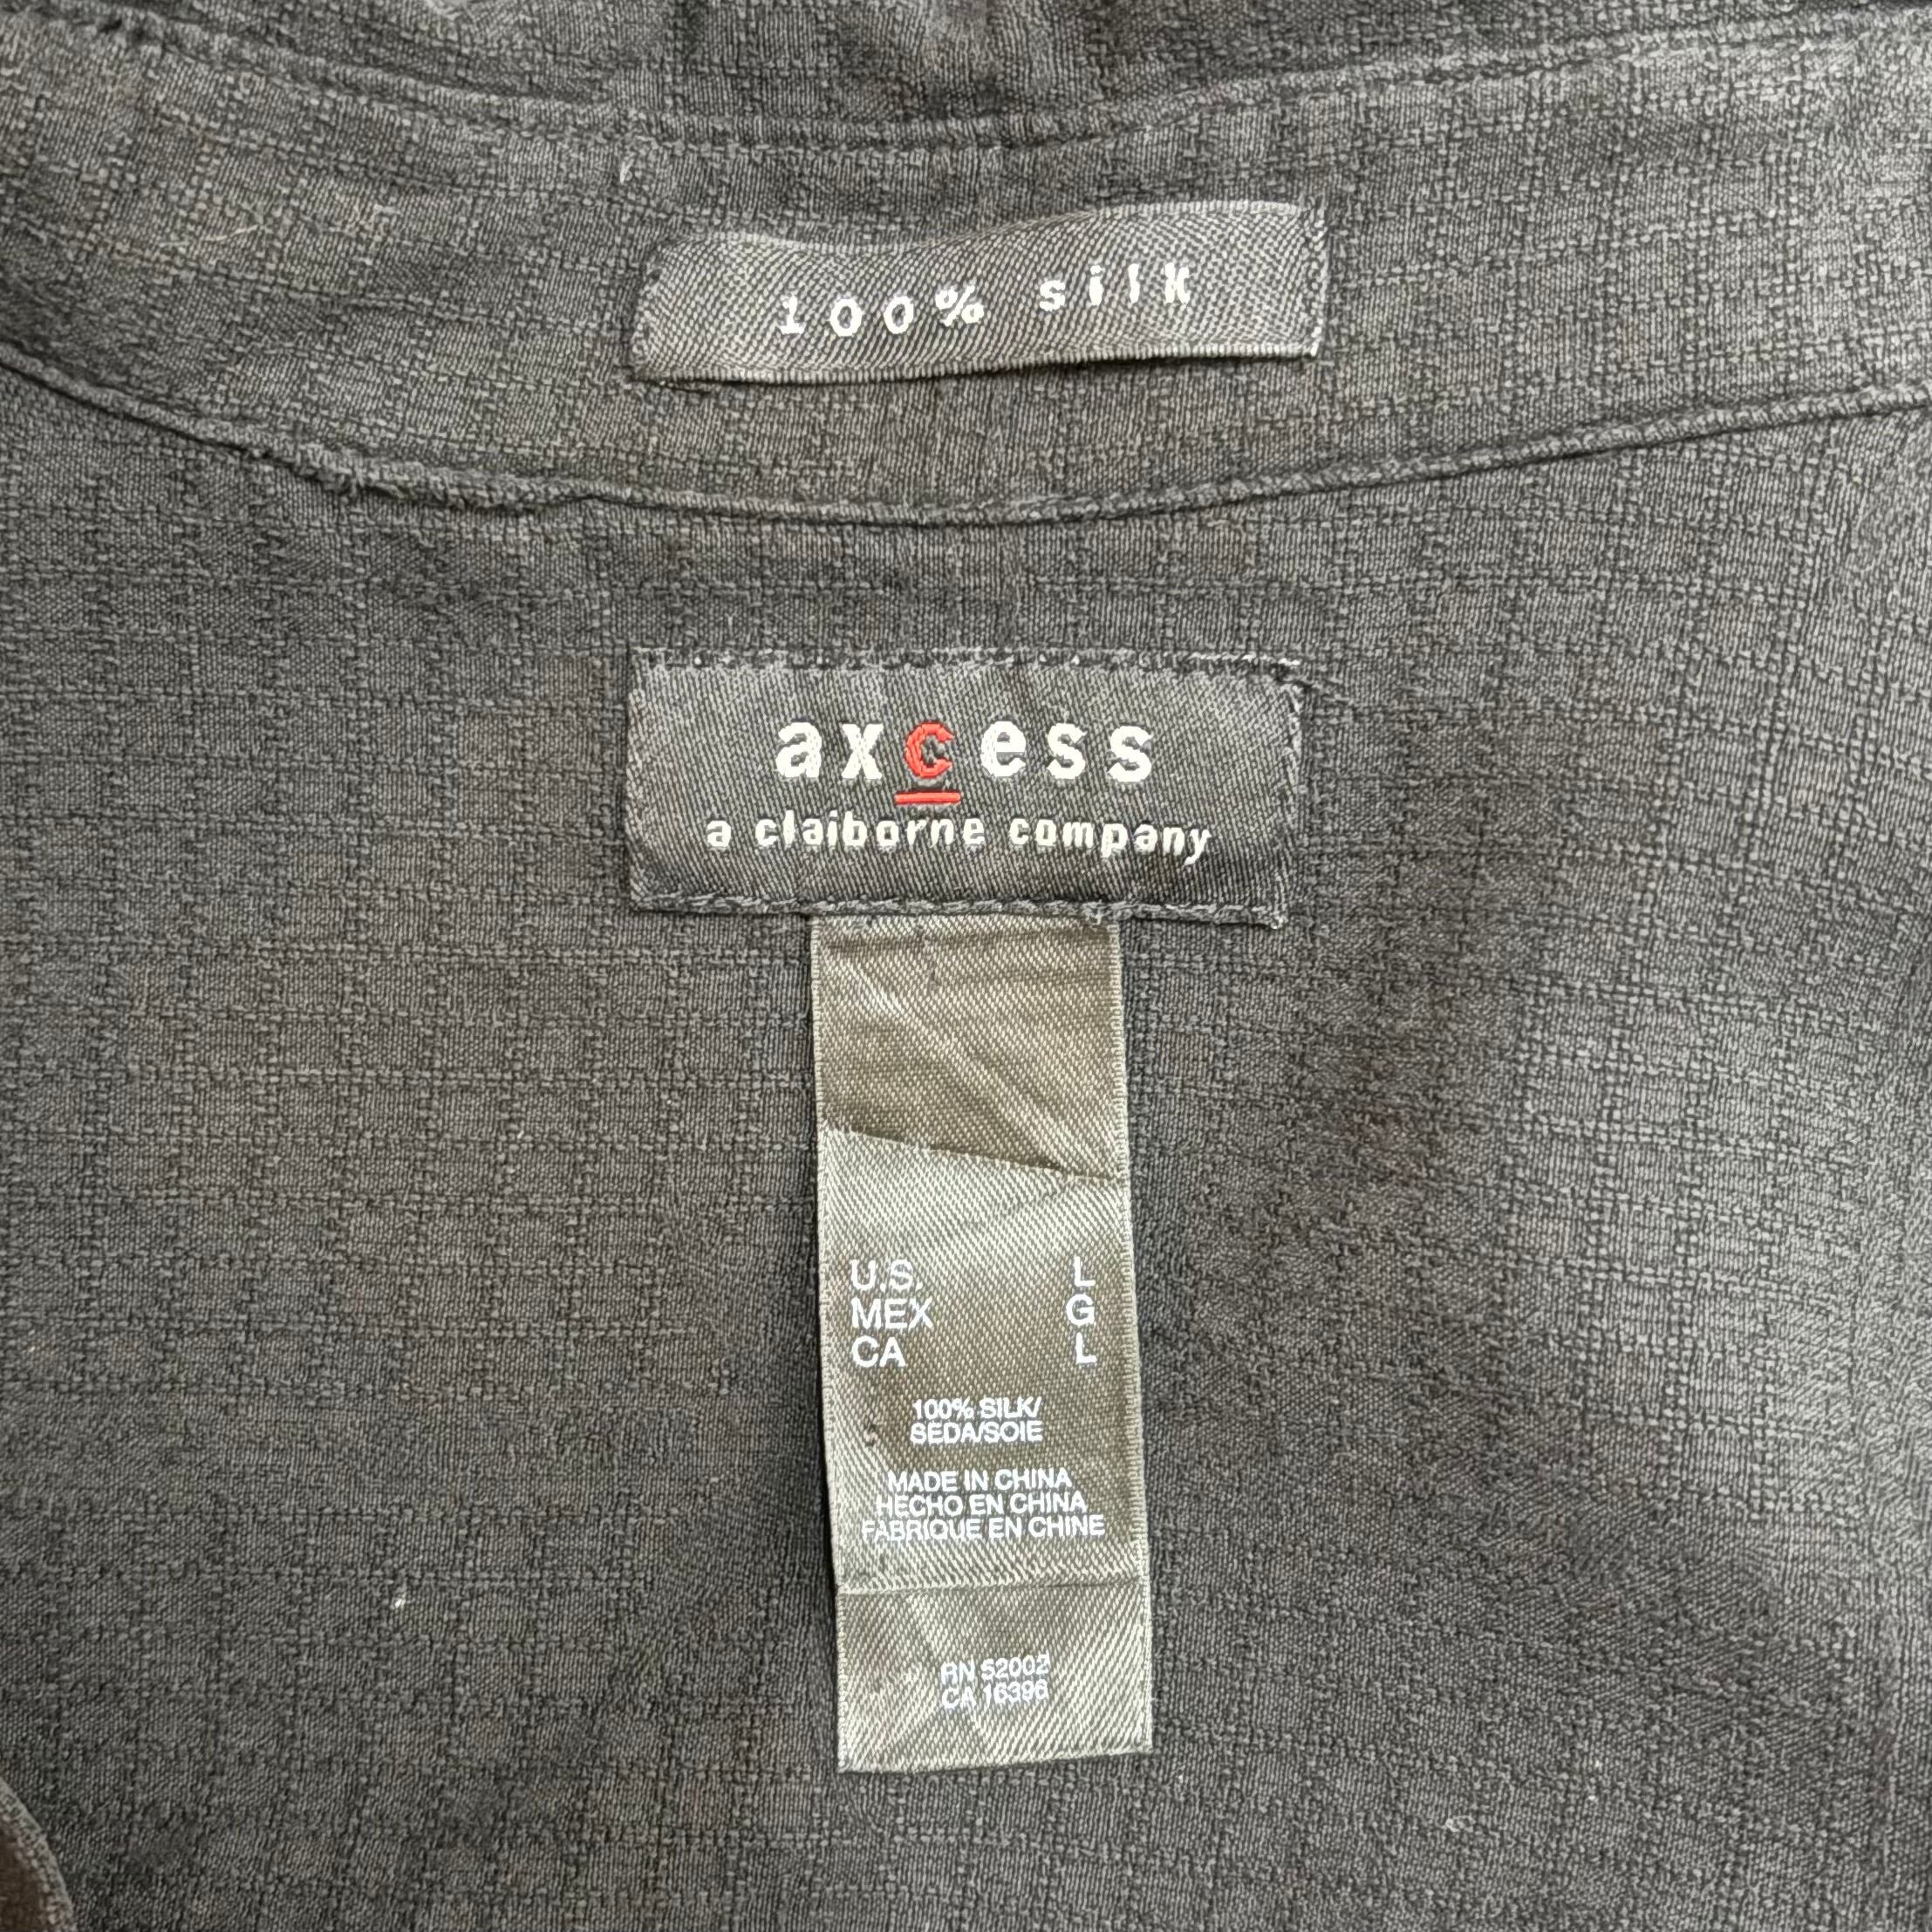 100% silk
axcess
a claiborne company
U.S. L
MEX G
CA L
100% SILK/
SEDA/SOIE
MADE IN CHINA
HECHO EN CHINA
FABRIQUE EN CHINE
RN 52002
CA 16396